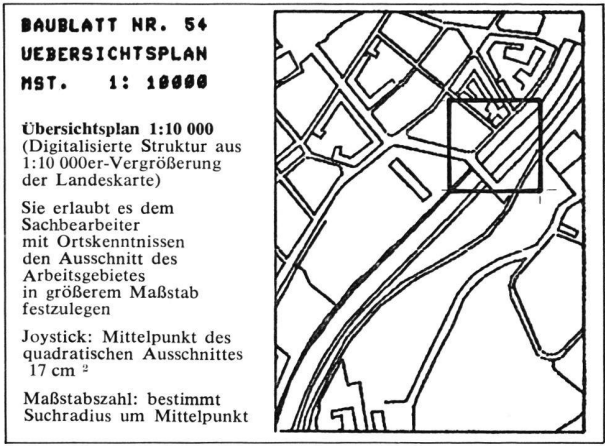 BAUBLATT NR. 54
UEBERSICHTSPLAN
MST. 1: 10000
Übersichtsplan 1:10 000
(Digitalisierte Struktur aus
1:10 000er-Vergrößerung
der Landeskarte)
Sie erlaubt es dem
Sachbearbeiter
mit Ortskenntnissen
den Ausschnitt des
Arbeitsgebietes
in größerem Maßstab
festzulegen
Joystick: Mittelpunkt des
quadratischen Ausschnittes
17 cm ²
Maßstabszahl: bestimmt
Suchradius um Mittelpunkt